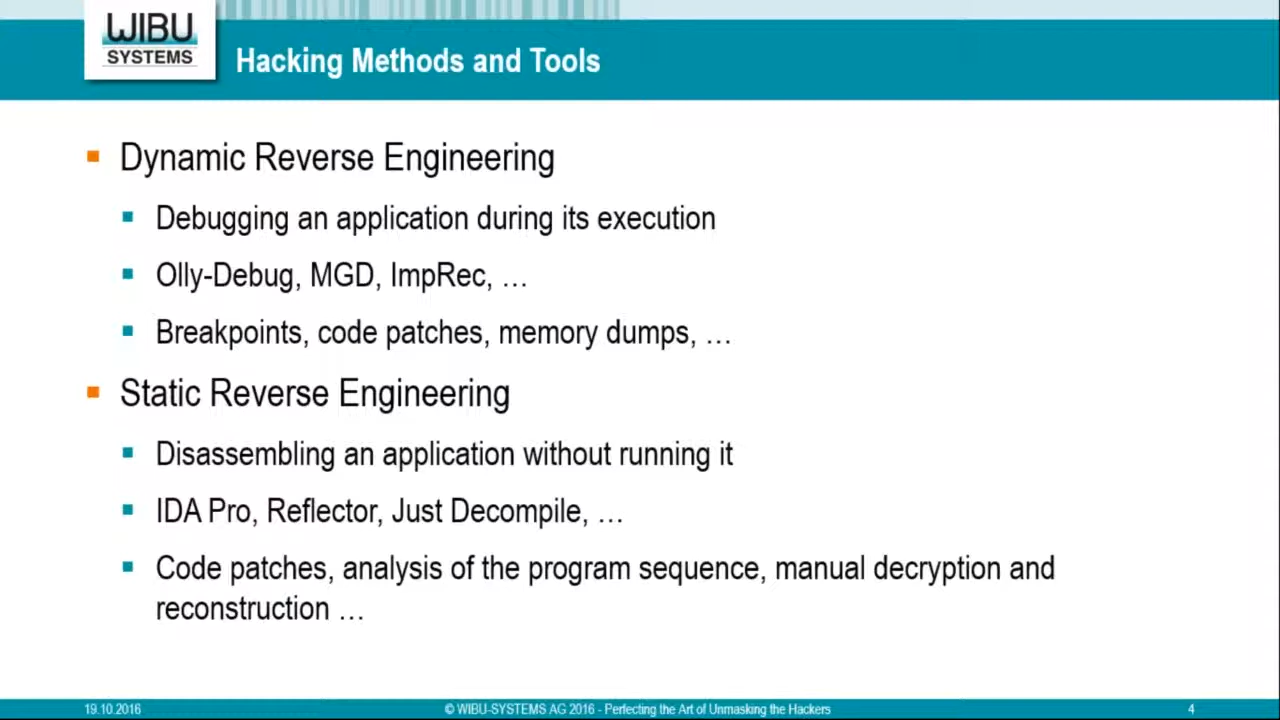 WIBU
SYSTEMS
Hacking Methods and Tools
Dynamic Reverse Engineering
Debugging an application during its execution
Olly-Debug, MGD, ImpRec, …
Breakpoints, code patches, memory dumps, …
Static Reverse Engineering
Disassembling an application without running it
IDA Pro, Reflector, Just Decompile, …
Code patches, analysis of the program sequence, manual decryption and
reconstruction …
19.10.2016
© WIBU-SYSTEMS AG 2016 - Perfecting the Art of Unmasking the Hackers
4